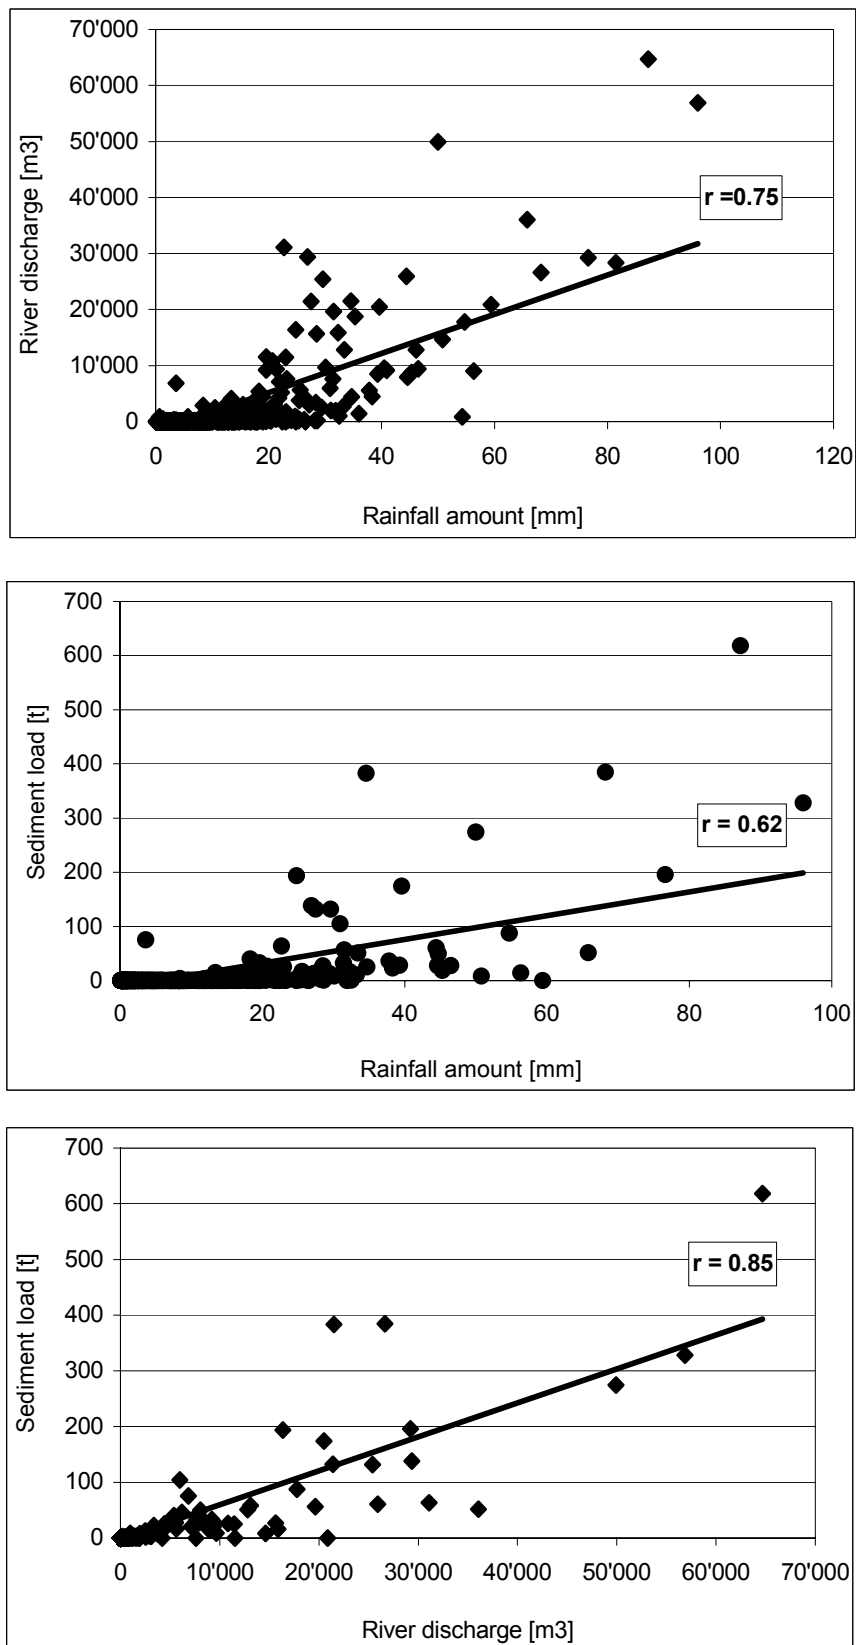 70'000
60'000
50'000
40'000
30'000
20'000
10'000
0
River discharge [m3]
r =0.75
0 20 40 60 80 100 120
Rainfall amount [mm]
700
600
500
400
300
200
100
0
Sediment load [t]
r = 0.62
0 20 40 60 80 100
Rainfall amount [mm]
700
600
500
400
300
200
100
0
Sediment load [t]
r = 0.85
0 10'000 20'000 30'000 40'000 50'000 60'000 70'000
River discharge [m3]